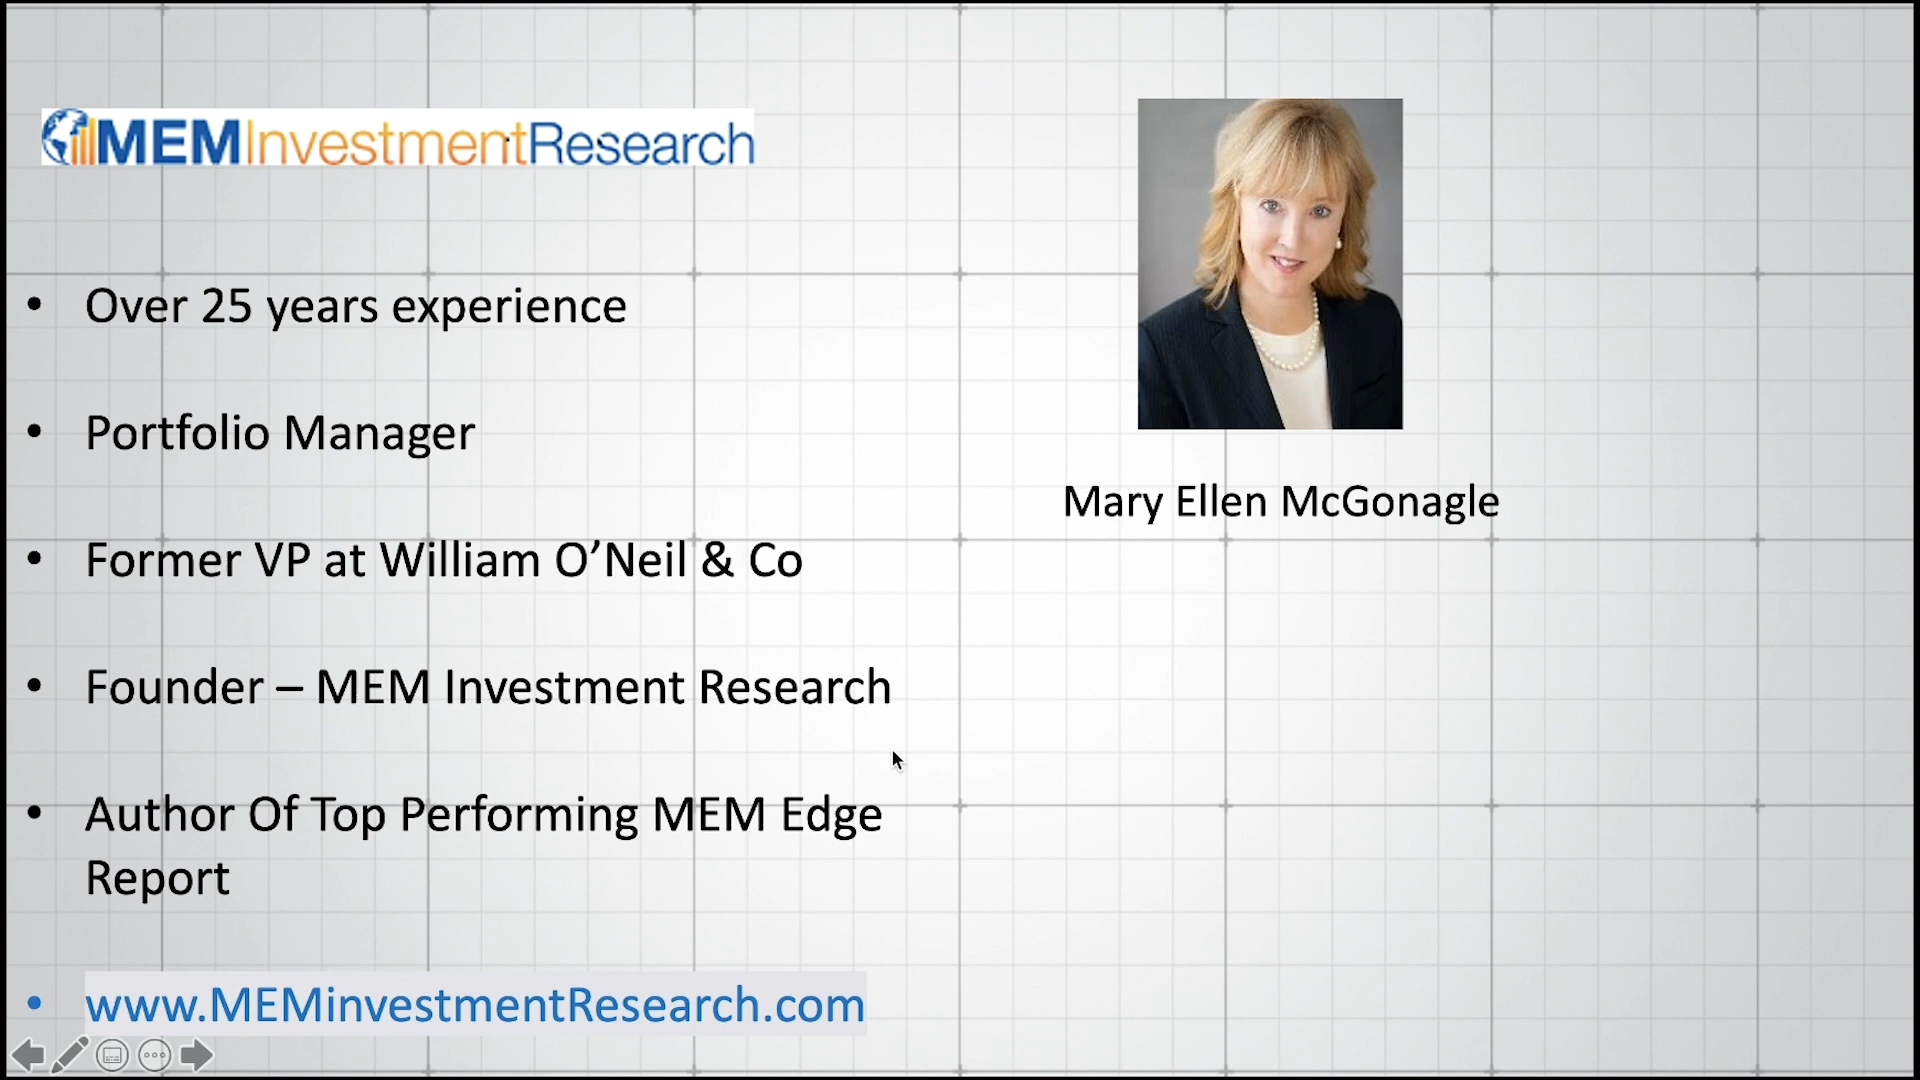 MEMInvestmentResearch
• Over 25 years experience
• Portfolio Manager
Mary Ellen McGonagle
• Former VP at William O’Neil & Co
• Founder – MEM Investment Research
• Author Of Top Performing MEM Edge
Report
• www.MEMinvestmentResearch.com